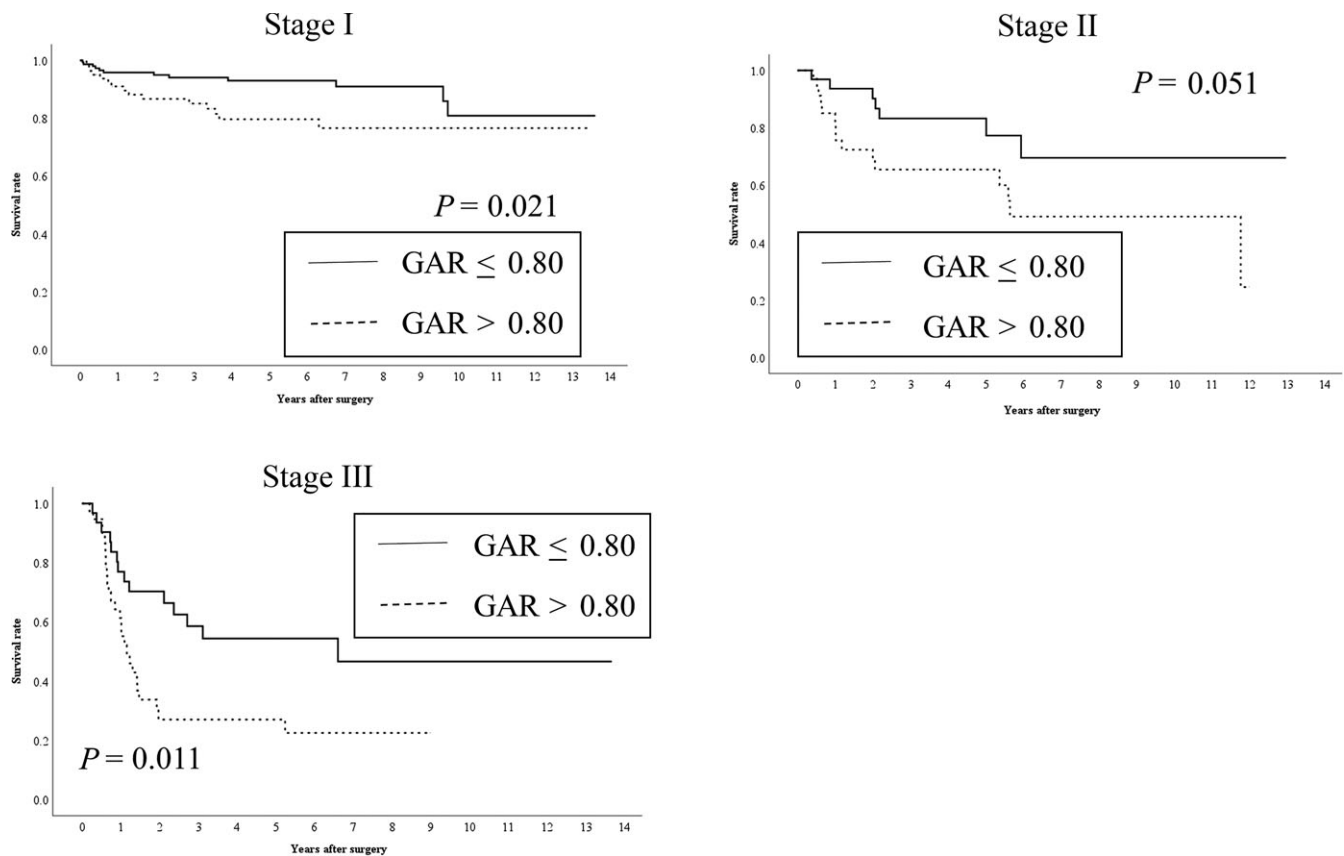 Stage I
1.0
0.8
0.6
0.4
0.2
0.0
Survival rate
P = 0.021
GAR ≤ 0.80
GAR > 0.80
0 1 2 3 4 5 6 7 8 9 10 11 12 13 14
Years after surgery
Stage II
1.0
0.8
0.6
0.4
0.2
0.0
Survival rate
P = 0.051
GAR ≤ 0.80
GAR > 0.80
0 1 2 3 4 5 6 7 8 9 10 11 12 13 14
Years after surgery
Stage III
1.0
0.8
0.6
0.4
0.2
0.0
Survival rate
GAR ≤ 0.80
GAR > 0.80
P = 0.011
0 1 2 3 4 5 6 7 8 9 10 11 12 13 14
Years after surgery